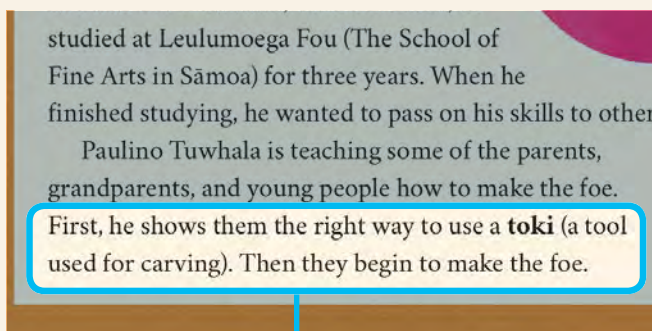 studied at Leulumoega Fou (The School of
Fine Arts in Sāmoa) for three years. When he
finished studying, he wanted to pass on his skills to other
Paulino Tuwhala is teaching some of the parents,
grandparents, and young people how to make the foe.
First, he shows them the right way to use a toki (a tool
used for carving). Then they begin to make the foe.